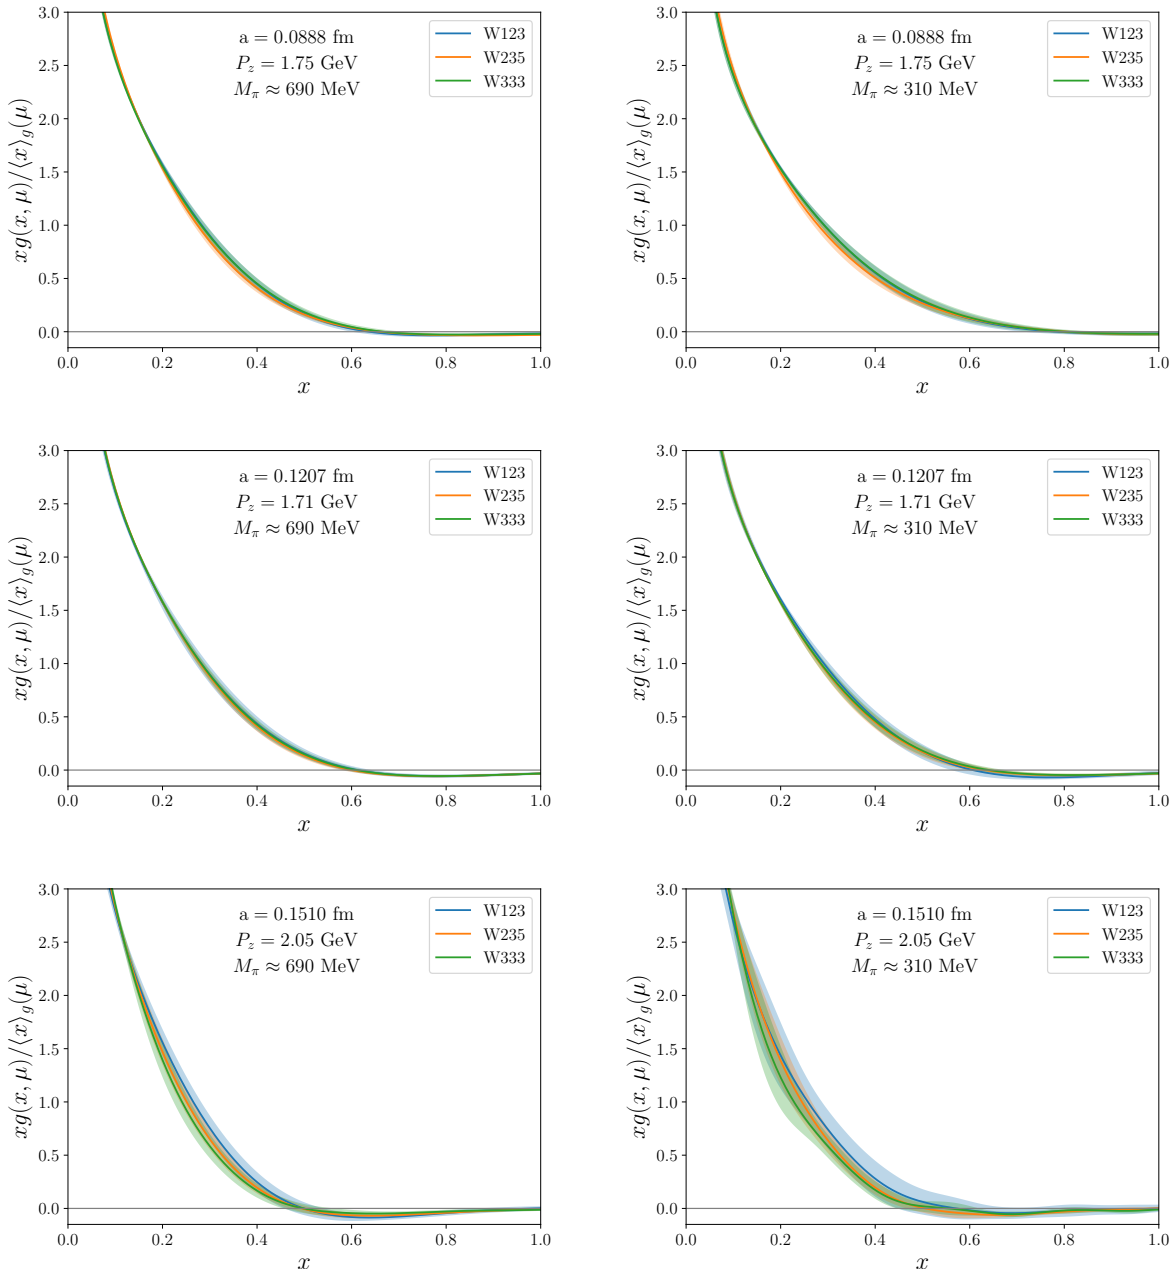 a = 0.0888 fm
P_z = 1.75 GeV
M_π ≈ 690 MeV
W123
W235
W333
xg(x, μ)/⟨x⟩_g(μ)
3.0
2.5
2.0
1.5
1.0
0.5
0.0
0.0 0.2 0.4 0.6 0.8 1.0
x
a = 0.0888 fm
P_z = 1.75 GeV
M_π ≈ 310 MeV
W123
W235
W333
xg(x, μ)/⟨x⟩_g(μ)
3.0
2.5
2.0
1.5
1.0
0.5
0.0
0.0 0.2 0.4 0.6 0.8 1.0
x
a = 0.1207 fm
P_z = 1.71 GeV
M_π ≈ 690 MeV
W123
W235
W333
xg(x, μ)/⟨x⟩_g(μ)
3.0
2.5
2.0
1.5
1.0
0.5
0.0
0.0 0.2 0.4 0.6 0.8 1.0
x
a = 0.1207 fm
P_z = 1.71 GeV
M_π ≈ 310 MeV
W123
W235
W333
xg(x, μ)/⟨x⟩_g(μ)
3.0
2.5
2.0
1.5
1.0
0.5
0.0
0.0 0.2 0.4 0.6 0.8 1.0
x
a = 0.1510 fm
P_z = 2.05 GeV
M_π ≈ 690 MeV
W123
W235
W333
xg(x, μ)/⟨x⟩_g(μ)
3.0
2.5
2.0
1.5
1.0
0.5
0.0
0.0 0.2 0.4 0.6 0.8 1.0
x
a = 0.1510 fm
P_z = 2.05 GeV
M_π ≈ 310 MeV
W123
W235
W333
xg(x, μ)/⟨x⟩_g(μ)
3.0
2.5
2.0
1.5
1.0
0.5
0.0
0.0 0.2 0.4 0.6 0.8 1.0
x